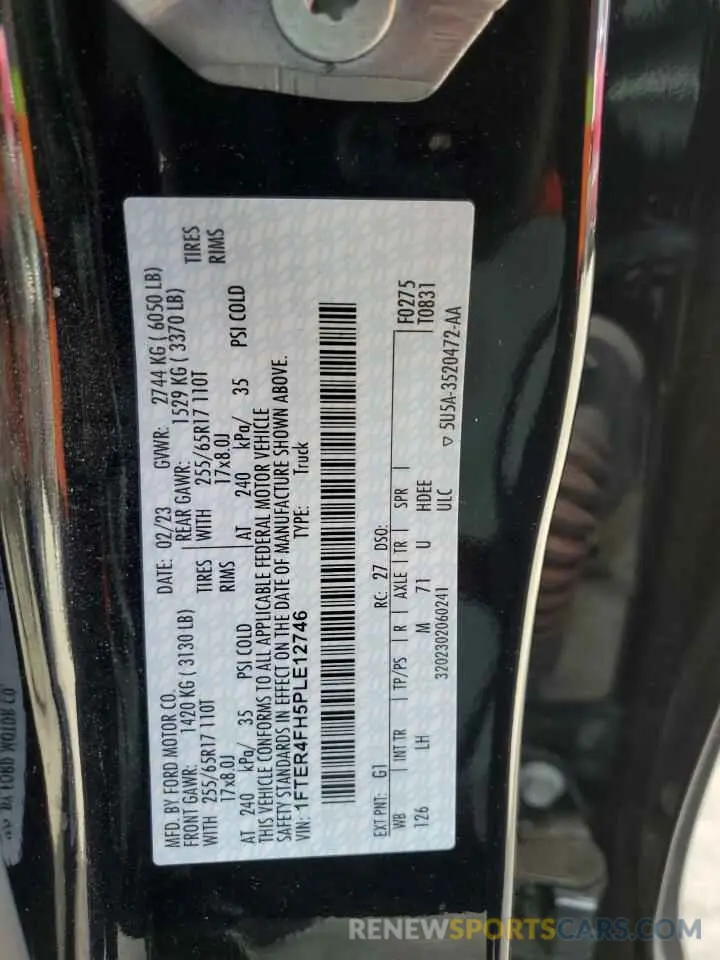 MFD. BY FORD MOTOR CO.
DATE: 02/23 GVWR: 2744 KG ( 6050 LB)
FRONT GAWR: 1420 KG ( 3130 LB)
REAR GAWR: 1529 KG ( 3370 LB)
WITH 255/65R17 110T TIRES
WITH 255/65R17 110T TIRES
17x8.0J RIMS
17x8.0J RIMS
AT 240 kPa/ 35 PSI COLD
AT 240 kPa/ 35 PSI COLD
THIS VEHICLE CONFORMS TO ALL APPLICABLE FEDERAL MOTOR VEHICLE
SAFETY STANDARDS IN EFFECT ON THE DATE OF MANUFACTURE SHOWN ABOVE.
VIN: 1FTER4FH5PLE12746 TYPE: Truck
EXT PNT: G1 RC: 27 DSO: F0275
WB INT TR TP/PS R AXLE TR SPR T0831
126 LH M 71 U HDEE
3202302060241 ULC ▽ 5U5A-3520472-AA
RENEWSPORTSCARS.COM